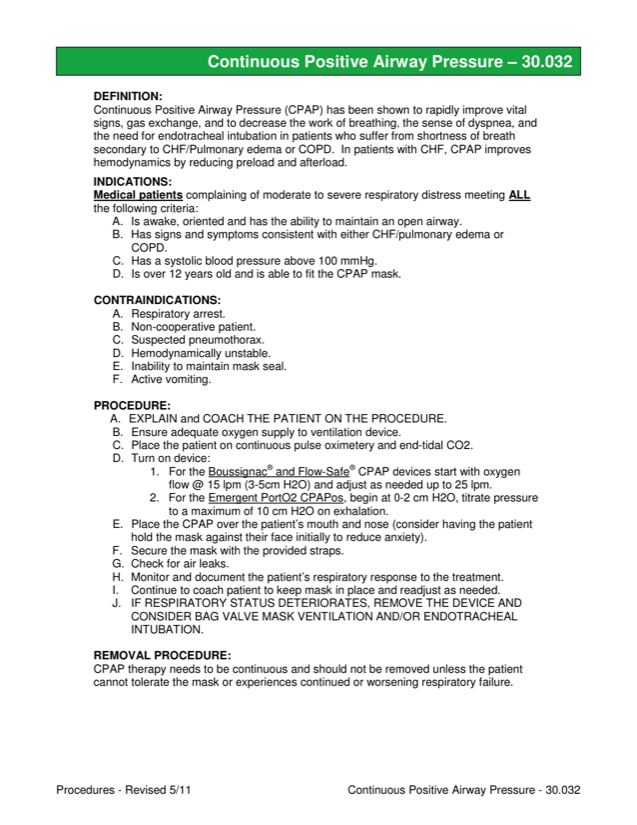 Continuous Positive Airway Pressure – 30.032
DEFINITION:
Continuous Positive Airway Pressure (CPAP) has been shown to rapidly improve vital
signs, gas exchange, and to decrease the work of breathing, the sense of dyspnea, and
the need for endotracheal intubation in patients who suffer from shortness of breath
secondary to CHF/Pulmonary edema or COPD.  In patients with CHF, CPAP improves
hemodynamics by reducing preload and afterload.
INDICATIONS:
Medical patients complaining of moderate to severe respiratory distress meeting ALL
the following criteria:
A. Is awake, oriented and has the ability to maintain an open airway.
B. Has signs and symptoms consistent with either CHF/pulmonary edema or
COPD.
C. Has a systolic blood pressure above 100 mmHg.
D. Is over 12 years old and is able to fit the CPAP mask.
CONTRAINDICATIONS:
A. Respiratory arrest.
B. Non-cooperative patient.
C. Suspected pneumothorax.
D. Hemodynamically unstable.
E. Inability to maintain mask seal.
F. Active vomiting.
PROCEDURE:
A. EXPLAIN and COACH THE PATIENT ON THE PROCEDURE.
B. Ensure adequate oxygen supply to ventilation device.
C. Place the patient on continuous pulse oximetry and end-tidal CO2.
D. Turn on device:
1. For the Boussignac® and Flow-Safe® CPAP devices start with oxygen
flow @ 15 lpm (3-5cm H2O) and adjust as needed up to 25 lpm.
2. For the Emergent PortO2 CPAPos, begin at 0-2 cm H2O, titrate pressure
to a maximum of 10 cm H2O on exhalation.
E. Place the CPAP over the patient's mouth and nose (consider having the patient
hold the mask against their face initially to reduce anxiety).
F. Secure the mask with the provided straps.
G. Check for air leaks.
H. Monitor and document the patient's respiratory response to the treatment.
I. Continue to coach patient to keep mask in place and readjust as needed.
J. IF RESPIRATORY STATUS DETERIORATES, REMOVE THE DEVICE AND
CONSIDER BAG VALVE MASK VENTILATION AND/OR ENDOTRACHEAL
INTUBATION.
REMOVAL PROCEDURE:
CPAP therapy needs to be continuous and should not be removed unless the patient
cannot tolerate the mask or experiences continued or worsening respiratory failure.
Procedures - Revised 5/11
Continuous Positive Airway Pressure - 30.032